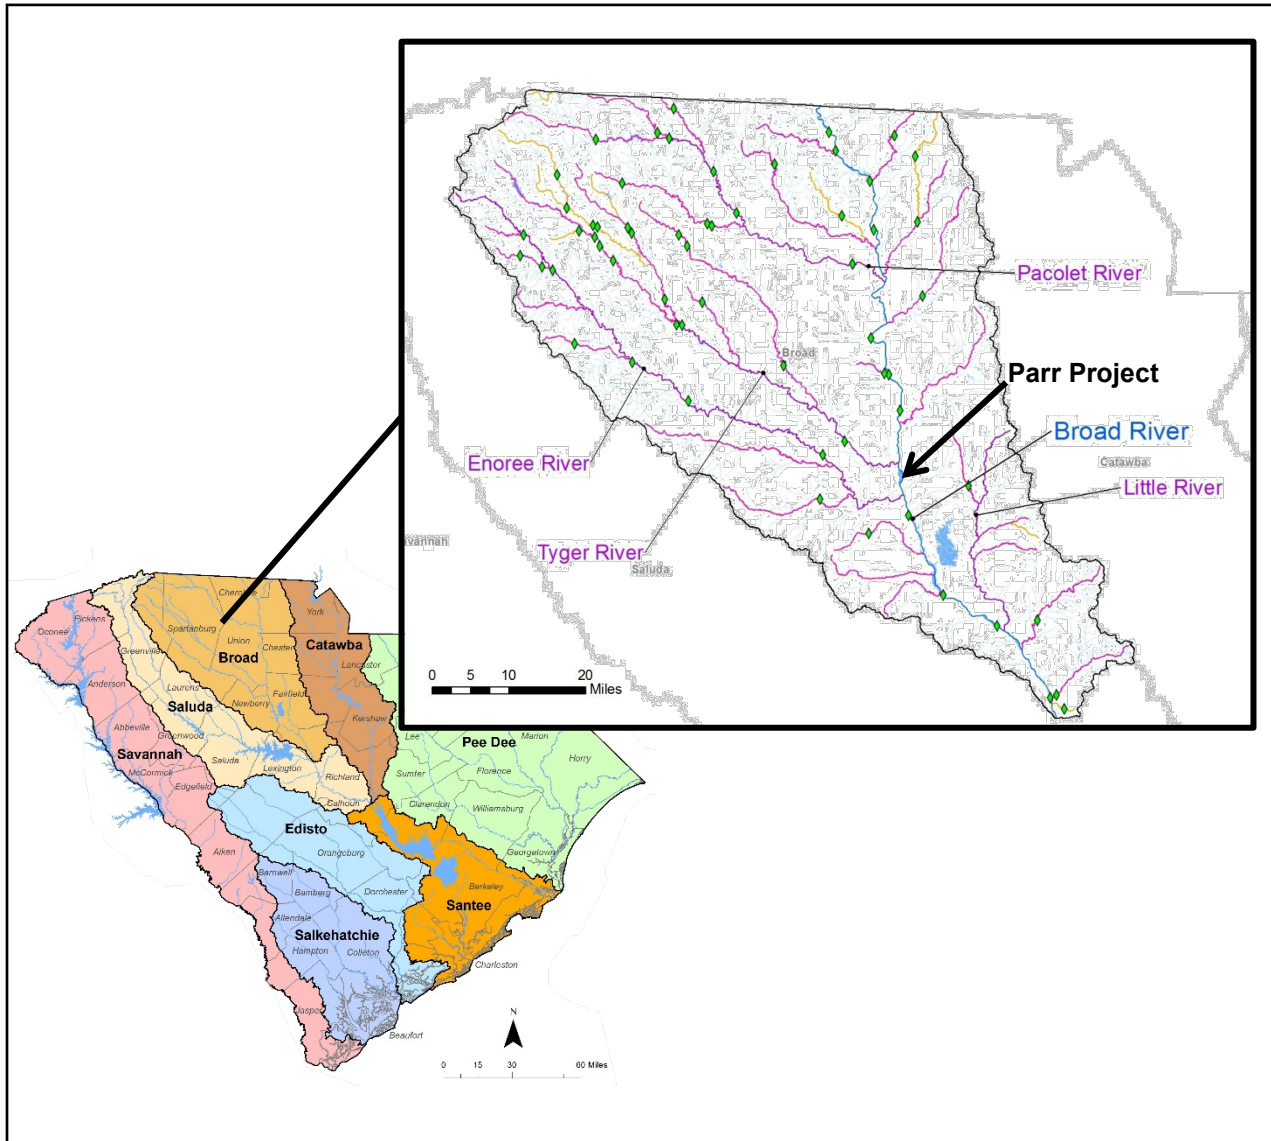 Pacolet River
Broad
Parr Project
Broad River
Catawba
Enoree River
Little River
Tyger River
Saluda
vannah
0 5 10 20
Miles
Cherokee
York
Oconee
Pickens
Spartanburg
Greenville
Union
Chester
Catawba
Broad
Lancaster
Anderson
Laurens
Saluda
Newberry
Fairfield
Kershaw
Abbeville
Greenwood
Lee
Marion
Pee Dee
Horry
Savannah
McCormick
Saluda
Lexington
Richland
Sumter
Florence
Edgefield
Calhoun
Clarendon
Williamsburg
Edisto
Aiken
Orangeburg
Georgetown
Barnwell
Bamberg
Dorchester
Berkeley
Santee
Allendale
Salkehatchie
Hampton
Colleton
Charleston
Jasper
Beaufort
N
0 15 30 60 Miles